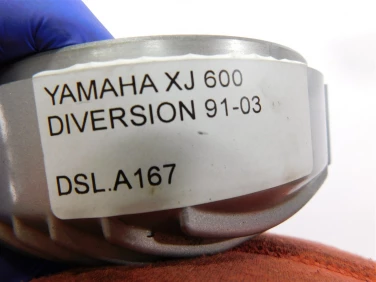 YAMAHA XJ 600
DIVERSION 91-03
DSL.A167